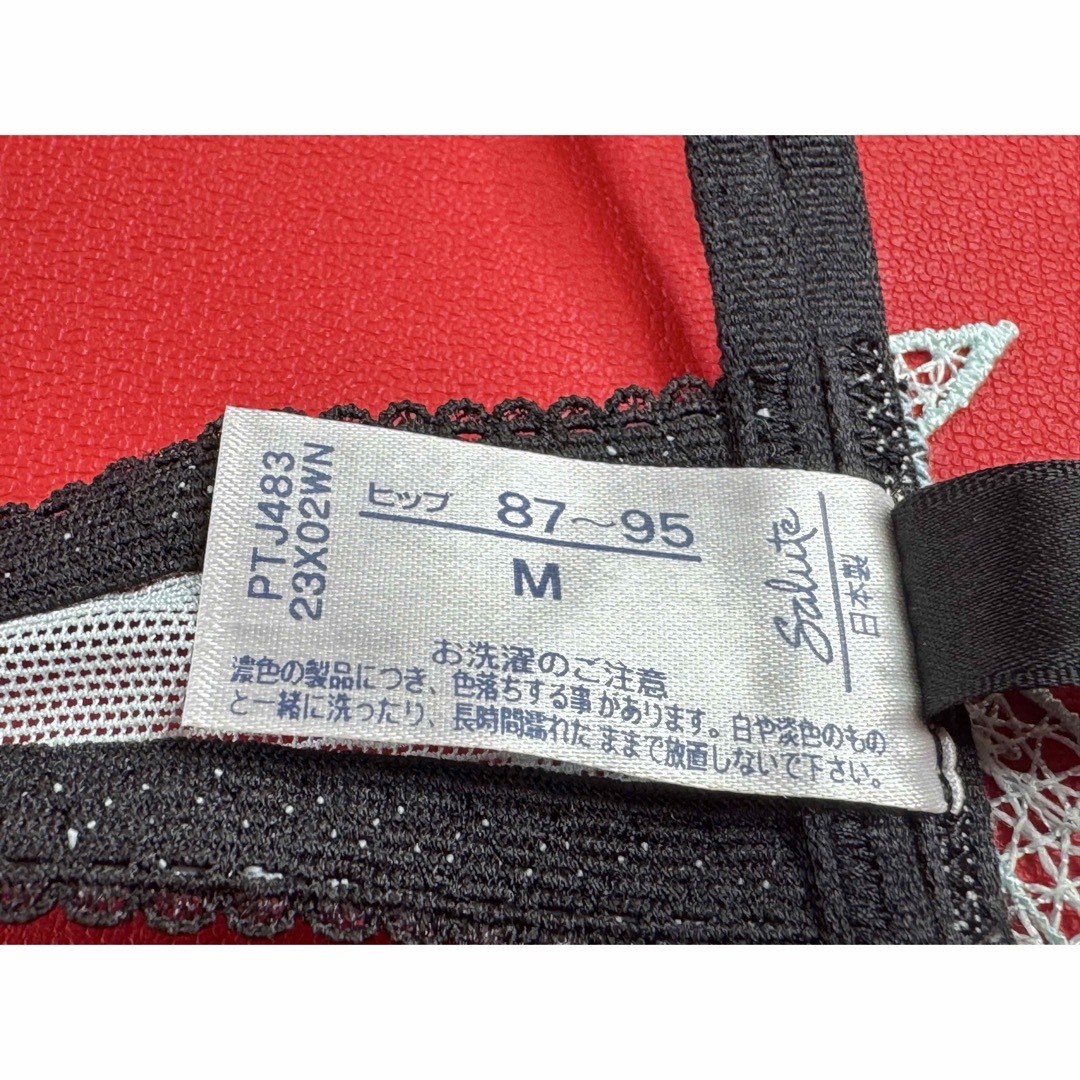 PTJ483
23X02WN
ヒップ 87～95
M
Salute
日本製
お洗濯のご注意
濃色の製品につき、色落ちする事があります。白や淡色のもの
と一緒に洗ったり、長時間濡れたままで放置しないで下さい。